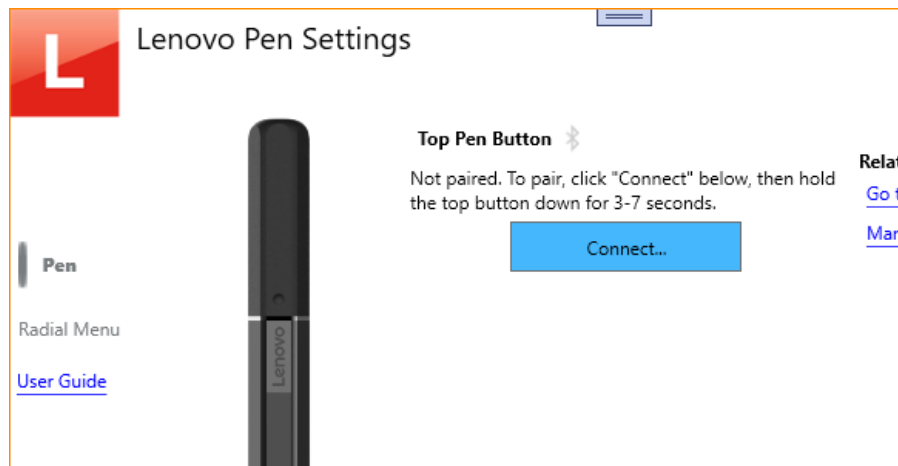 L
Lenovo Pen Settings
Top Pen Button
Not paired. To pair, click "Connect" below, then hold
the top button down for 3-7 seconds.
Connect...
Pen
Radial Menu
User Guide
Lenovo
Go